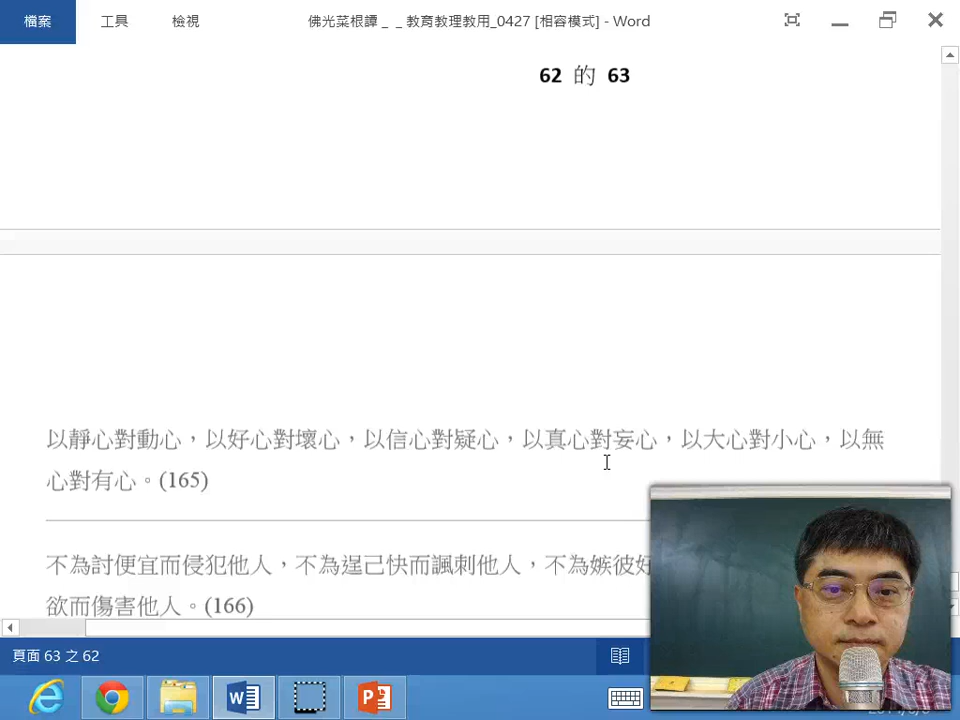 檔案 工具 檢視 佛光菜根譚 _ _ 教育教理教用_0427 [相容模式] - Word
62 的 63
以靜心對動心，以好心對壞心，以信心對疑心，以真心對妄心，以大心對小心，以無
心對有心。(165)
不為討便宜而侵犯他人，不為逞己快而諷刺他人，不為嫉彼好
欲而傷害他人。(166)
頁面 63 之 62